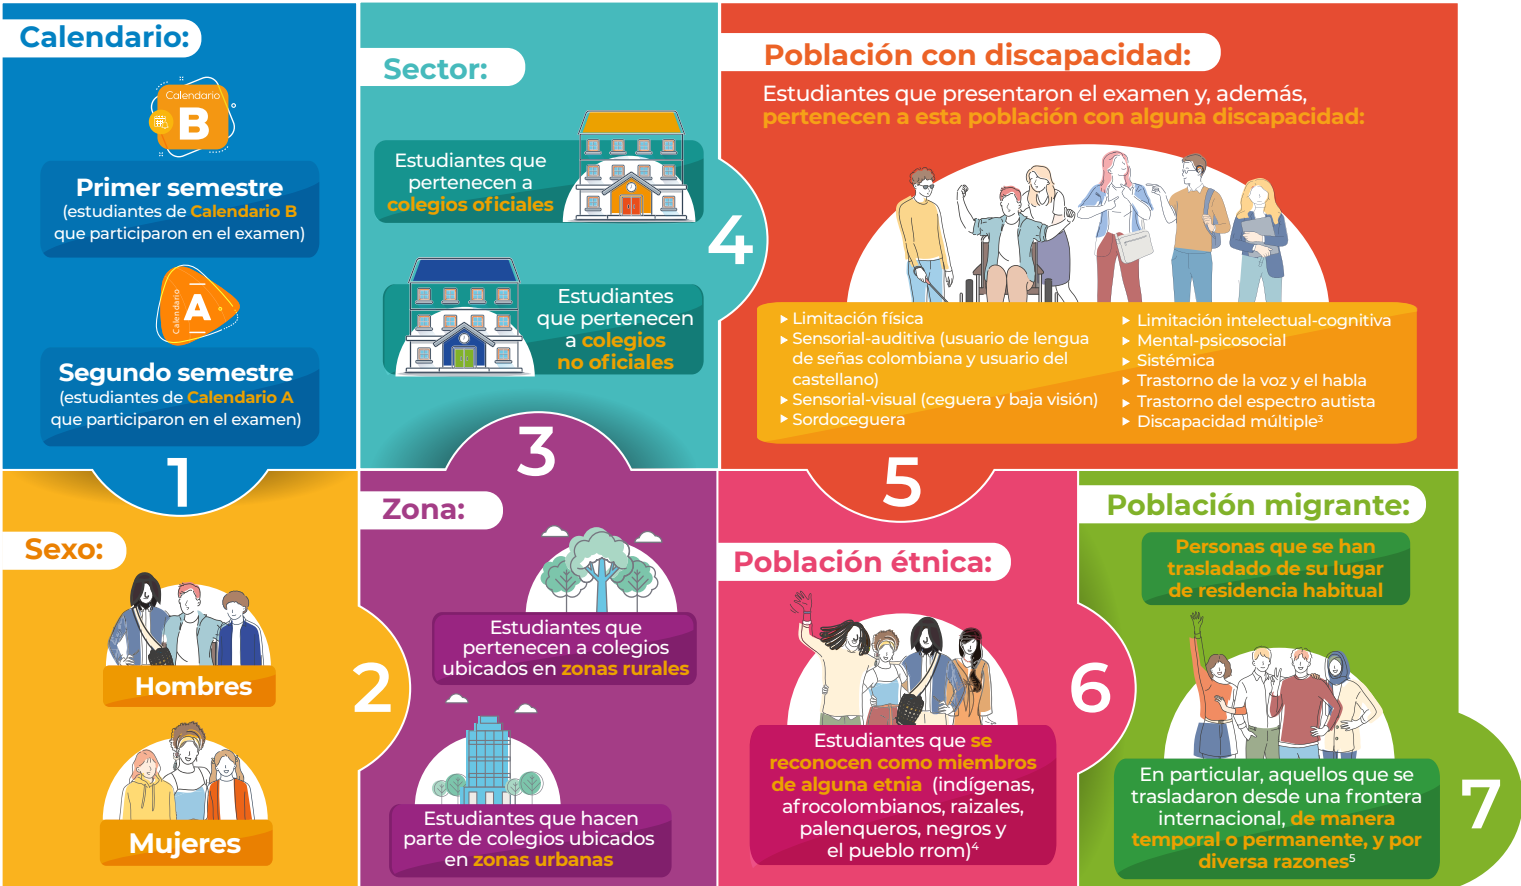 Calendario:
Calendario
B
Primer semestre
(estudiantes de Calendario B
que participaron en el examen)
Calendario
A
Segundo semestre
(estudiantes de Calendario A
que participaron en el examen)
1
Sexo:
Hombres
Mujeres
2
Zona:
Estudiantes que
pertenecen a colegios
ubicados en zonas rurales
Estudiantes que hacen
parte de colegios ubicados
en zonas urbanas
3
Sector:
Estudiantes que
pertenecen a
colegios oficiales
Estudiantes
que pertenecen
a colegios
no oficiales
4
Población con discapacidad:
Estudiantes que presentaron el examen y, además,
pertenecen a esta población con alguna discapacidad:
Limitación física
Sensorial-auditiva (usuario de lengua
de señas colombiana y usuario del
castellano)
Sensorial-visual (ceguera y baja visión)
Sordoceguera
Limitación intelectual-cognitiva
Mental-psicosocial
Sistémica
Trastorno de la voz y el habla
Trastorno del espectro autista
Discapacidad múltiple³
5
Población étnica:
Estudiantes que se
reconocen como miembros
de alguna etnia (indígenas,
afrocolombianos, raizales,
palenqueros, negros y
el pueblo rrom)⁴
6
Población migrante:
Personas que se han
trasladado de su lugar
de residencia habitual
En particular, aquellos que se
trasladaron desde una frontera
internacional, de manera
temporal o permanente, y por
diversa razones⁵
7